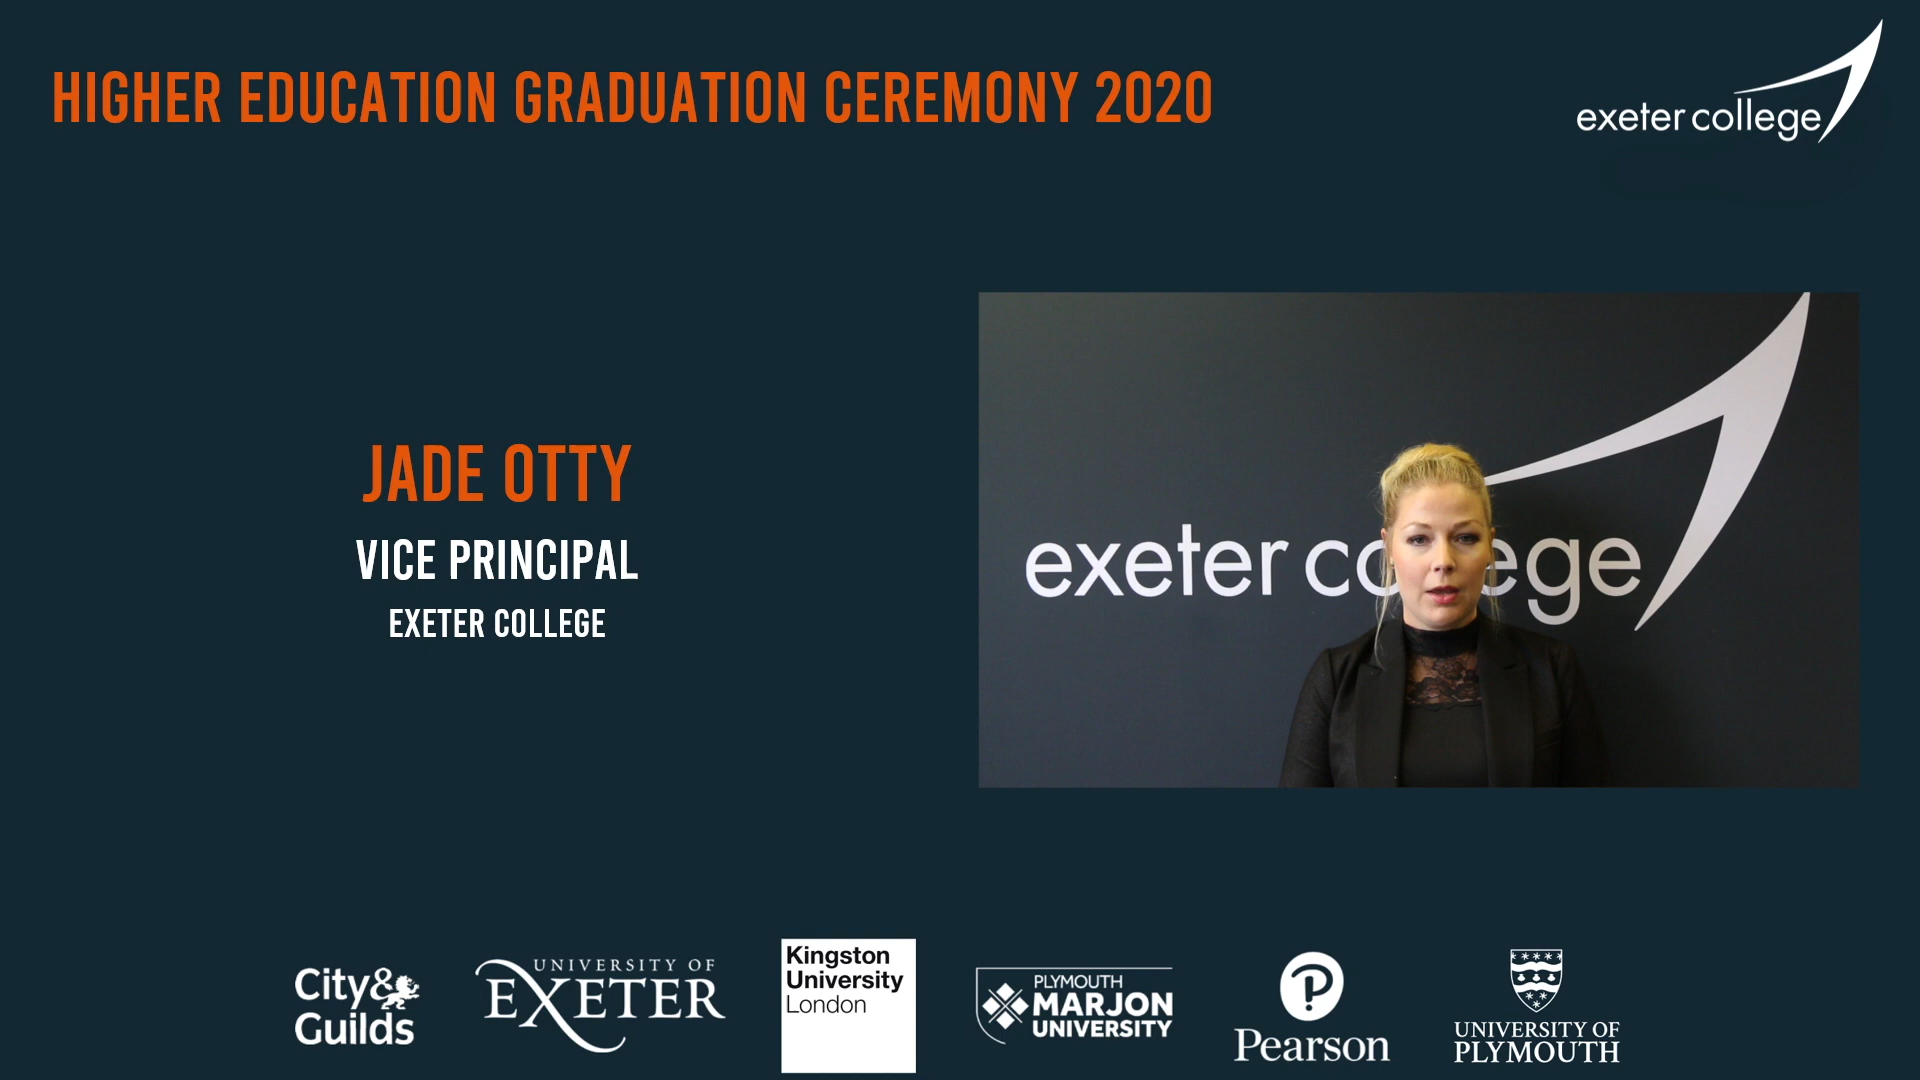 HIGHER EDUCATION GRADUATION CEREMONY 2020
exeter college
JADE OTTY
VICE PRINCIPAL
EXETER COLLEGE
exeter co ege
City&
Guilds
UNIVERSITY OF
EXETER
Kingston
University
London
PLYMOUTH
MARJON
UNIVERSITY
Pearson
UNIVERSITY OF
PLYMOUTH